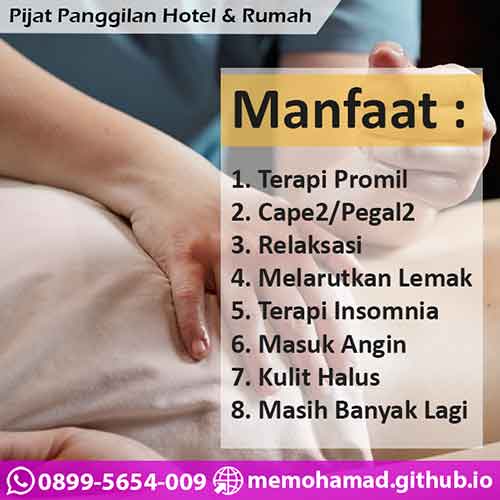 Pijat Panggilan Hotel & Rumah
Manfaat :
1. Terapi Promil
2. Cape2/Pegal2
3. Relaksasi
4. Melarutkan Lemak
5. Terapi Insomnia
6. Masuk Angin
7. Kulit Halus
8. Masih Banyak Lagi
0899-5654-009 memohamad.github.io